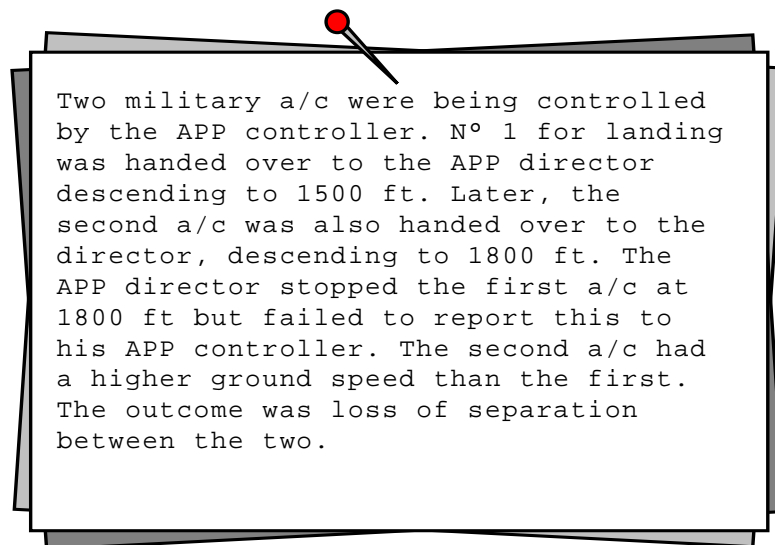 Two military a/c were being controlled
by the APP controller. Nº 1 for landing
was handed over to the APP director
descending to 1500 ft. Later, the
second a/c was also handed over to the
director, descending to 1800 ft. The
APP director stopped the first a/c at
1800 ft but failed to report this to
his APP controller. The second a/c had
a higher ground speed than the first.
The outcome was loss of separation
between the two.